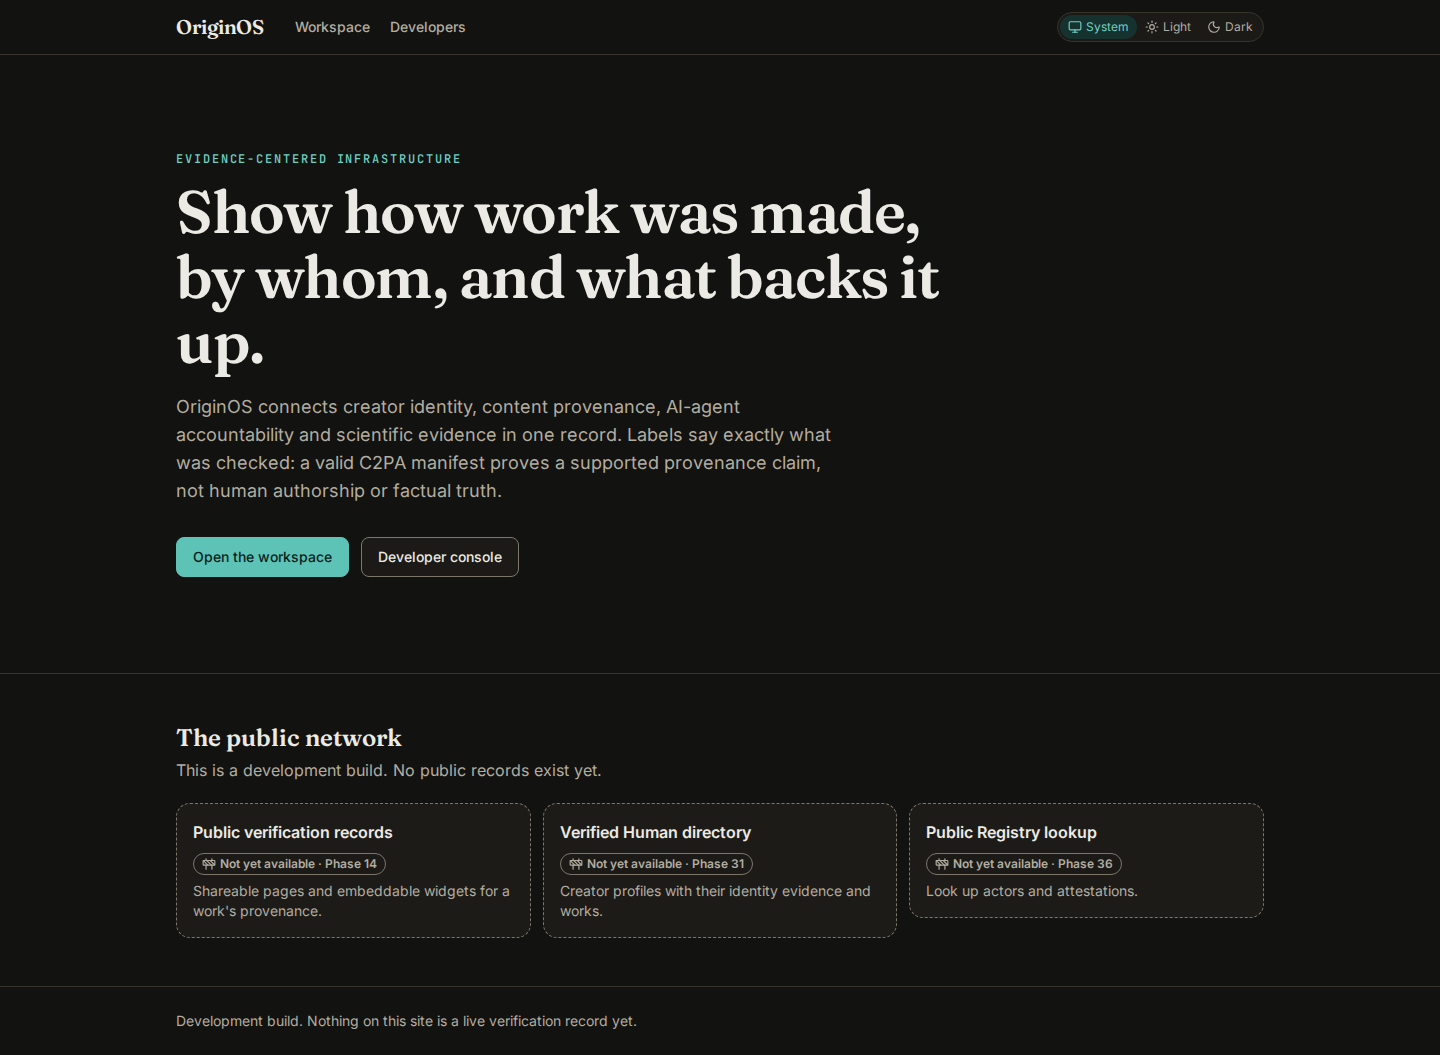 OriginOS
Workspace
Developers
System
Light
Dark
EVIDENCE-CENTERED INFRASTRUCTURE
Show how work was made,
by whom, and what backs it
up.
OriginOS connects creator identity, content provenance, AI-agent
accountability and scientific evidence in one record. Labels say exactly what
was checked: a valid C2PA manifest proves a supported provenance claim,
not human authorship or factual truth.
Open the workspace
Developer console
The public network
This is a development build. No public records exist yet.
Public verification records
Not yet available · Phase 14
Shareable pages and embeddable widgets for a
work's provenance.
Verified Human directory
Not yet available · Phase 31
Creator profiles with their identity evidence and
works.
Public Registry lookup
Not yet available · Phase 36
Look up actors and attestations.
Development build. Nothing on this site is a live verification record yet.